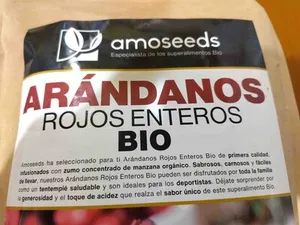 amoseeds
Especialista de los superalimentos Bio
ARÁNDANOS
ROJOS ENTEROS
BIO
Amoseeds ha seleccionado para ti Arándanos Rojos Enteros Bio de primera calidad,
infusionados con zumo concentrado de manzana orgánico. Sabrosos, carnosos y fáciles
de llevar, nuestros Arándanos Rojos Enteros Bio pueden ser disfrutados por toda la familia
como un tentempié saludable y son ideales para los deportistas. Déjate sorprender por
la generosidad y el toque de acidez que realza el sabor único de este superalimento Bio.